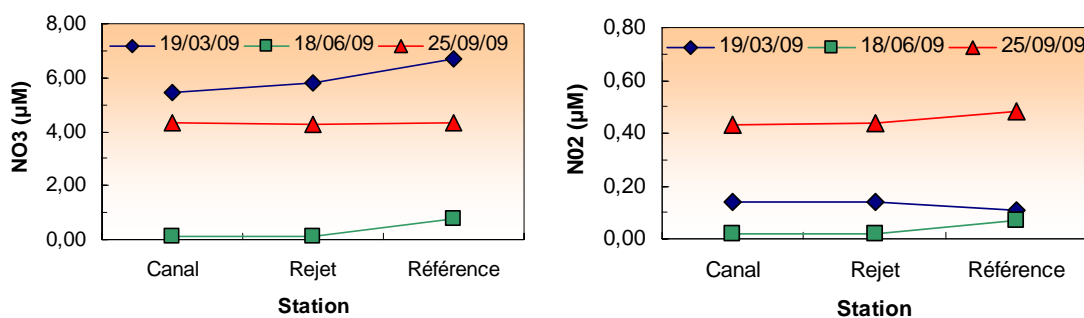 8,00
6,00
4,00
2,00
0,00
NO3 (µM)
19/03/09 18/06/09 25/09/09
Canal Rejet Référence
Station
0,80
0,60
0,40
0,20
0,00
N02 (µM)
19/03/09 18/06/09 25/09/09
Canal Rejet Référence
Station